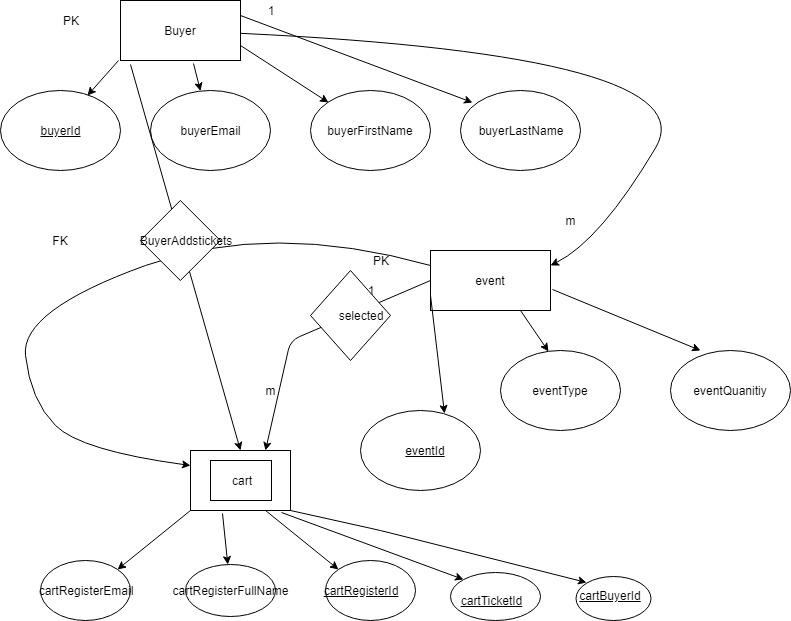 1
PK
Buyer
buyerId
buyerEmail
buyerFirstName
buyerLastName
m
FK
BuyerAddstickets
PK
event
1
selected
m
eventType
eventQuanitiy
eventId
cart
cartRegisterEmail
cartRegisterFullName
cartRegisterId
cartTicketId
cartBuyerId